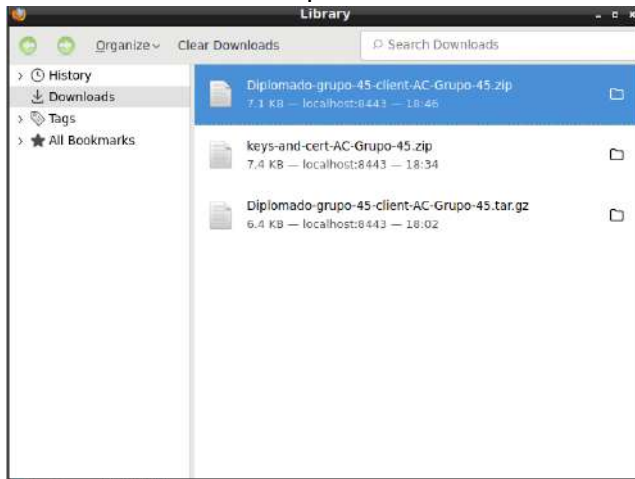 Library
Organize Clear Downloads Search Downloads
History
Downloads
Tags
All Bookmarks
Diplomado-grupo-45-client-AC-Grupo-45.zip
7.1 KB — localhost:8443 — 18:46
keys-and-cert-AC-Grupo-45.zip
7.4 KB — localhost:8443 — 18:34
Diplomado-grupo-45-client-AC-Grupo-45.tar.gz
6.4 KB — localhost:8443 — 18:02